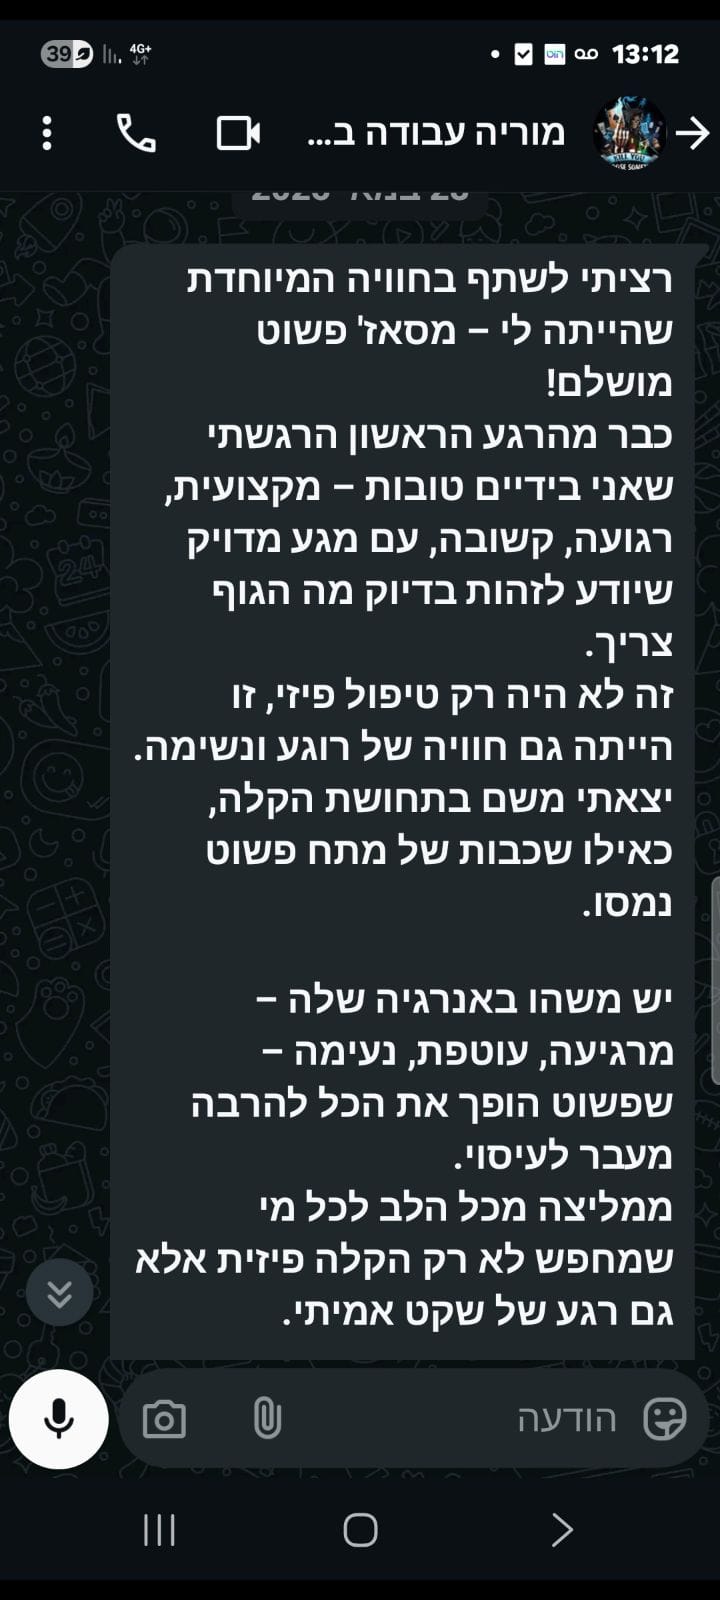 39 4G+ bit 13:12
מוריה עבודה ב...
רציתי לשתף בחוויה המיוחדת
שהייתה לי – מסאז' פשוט
מושלם!
כבר מהרגע הראשון הרגשתי
שאני בידיים טובות – מקצועית,
רגועה, קשובה, עם מגע מדויק
שיודע לזהות בדיוק מה הגוף
צריך.
זה לא היה רק טיפול פיזי, זו
הייתה גם חוויה של רוגע ונשימה.
יצאתי משם בתחושת הקלה,
כאילו שכבות של מתח פשוט
נמסו.
יש משהו באנרגיה שלה –
מרגיעה, עוטפת, נעימה –
שפשוט הופך את הכל להרבה
מעבר לעיסוי.
ממליצה מכל הלב לכל מי
שמחפש לא רק הקלה פיזית אלא
גם רגע של שקט אמיתי.
הודעה